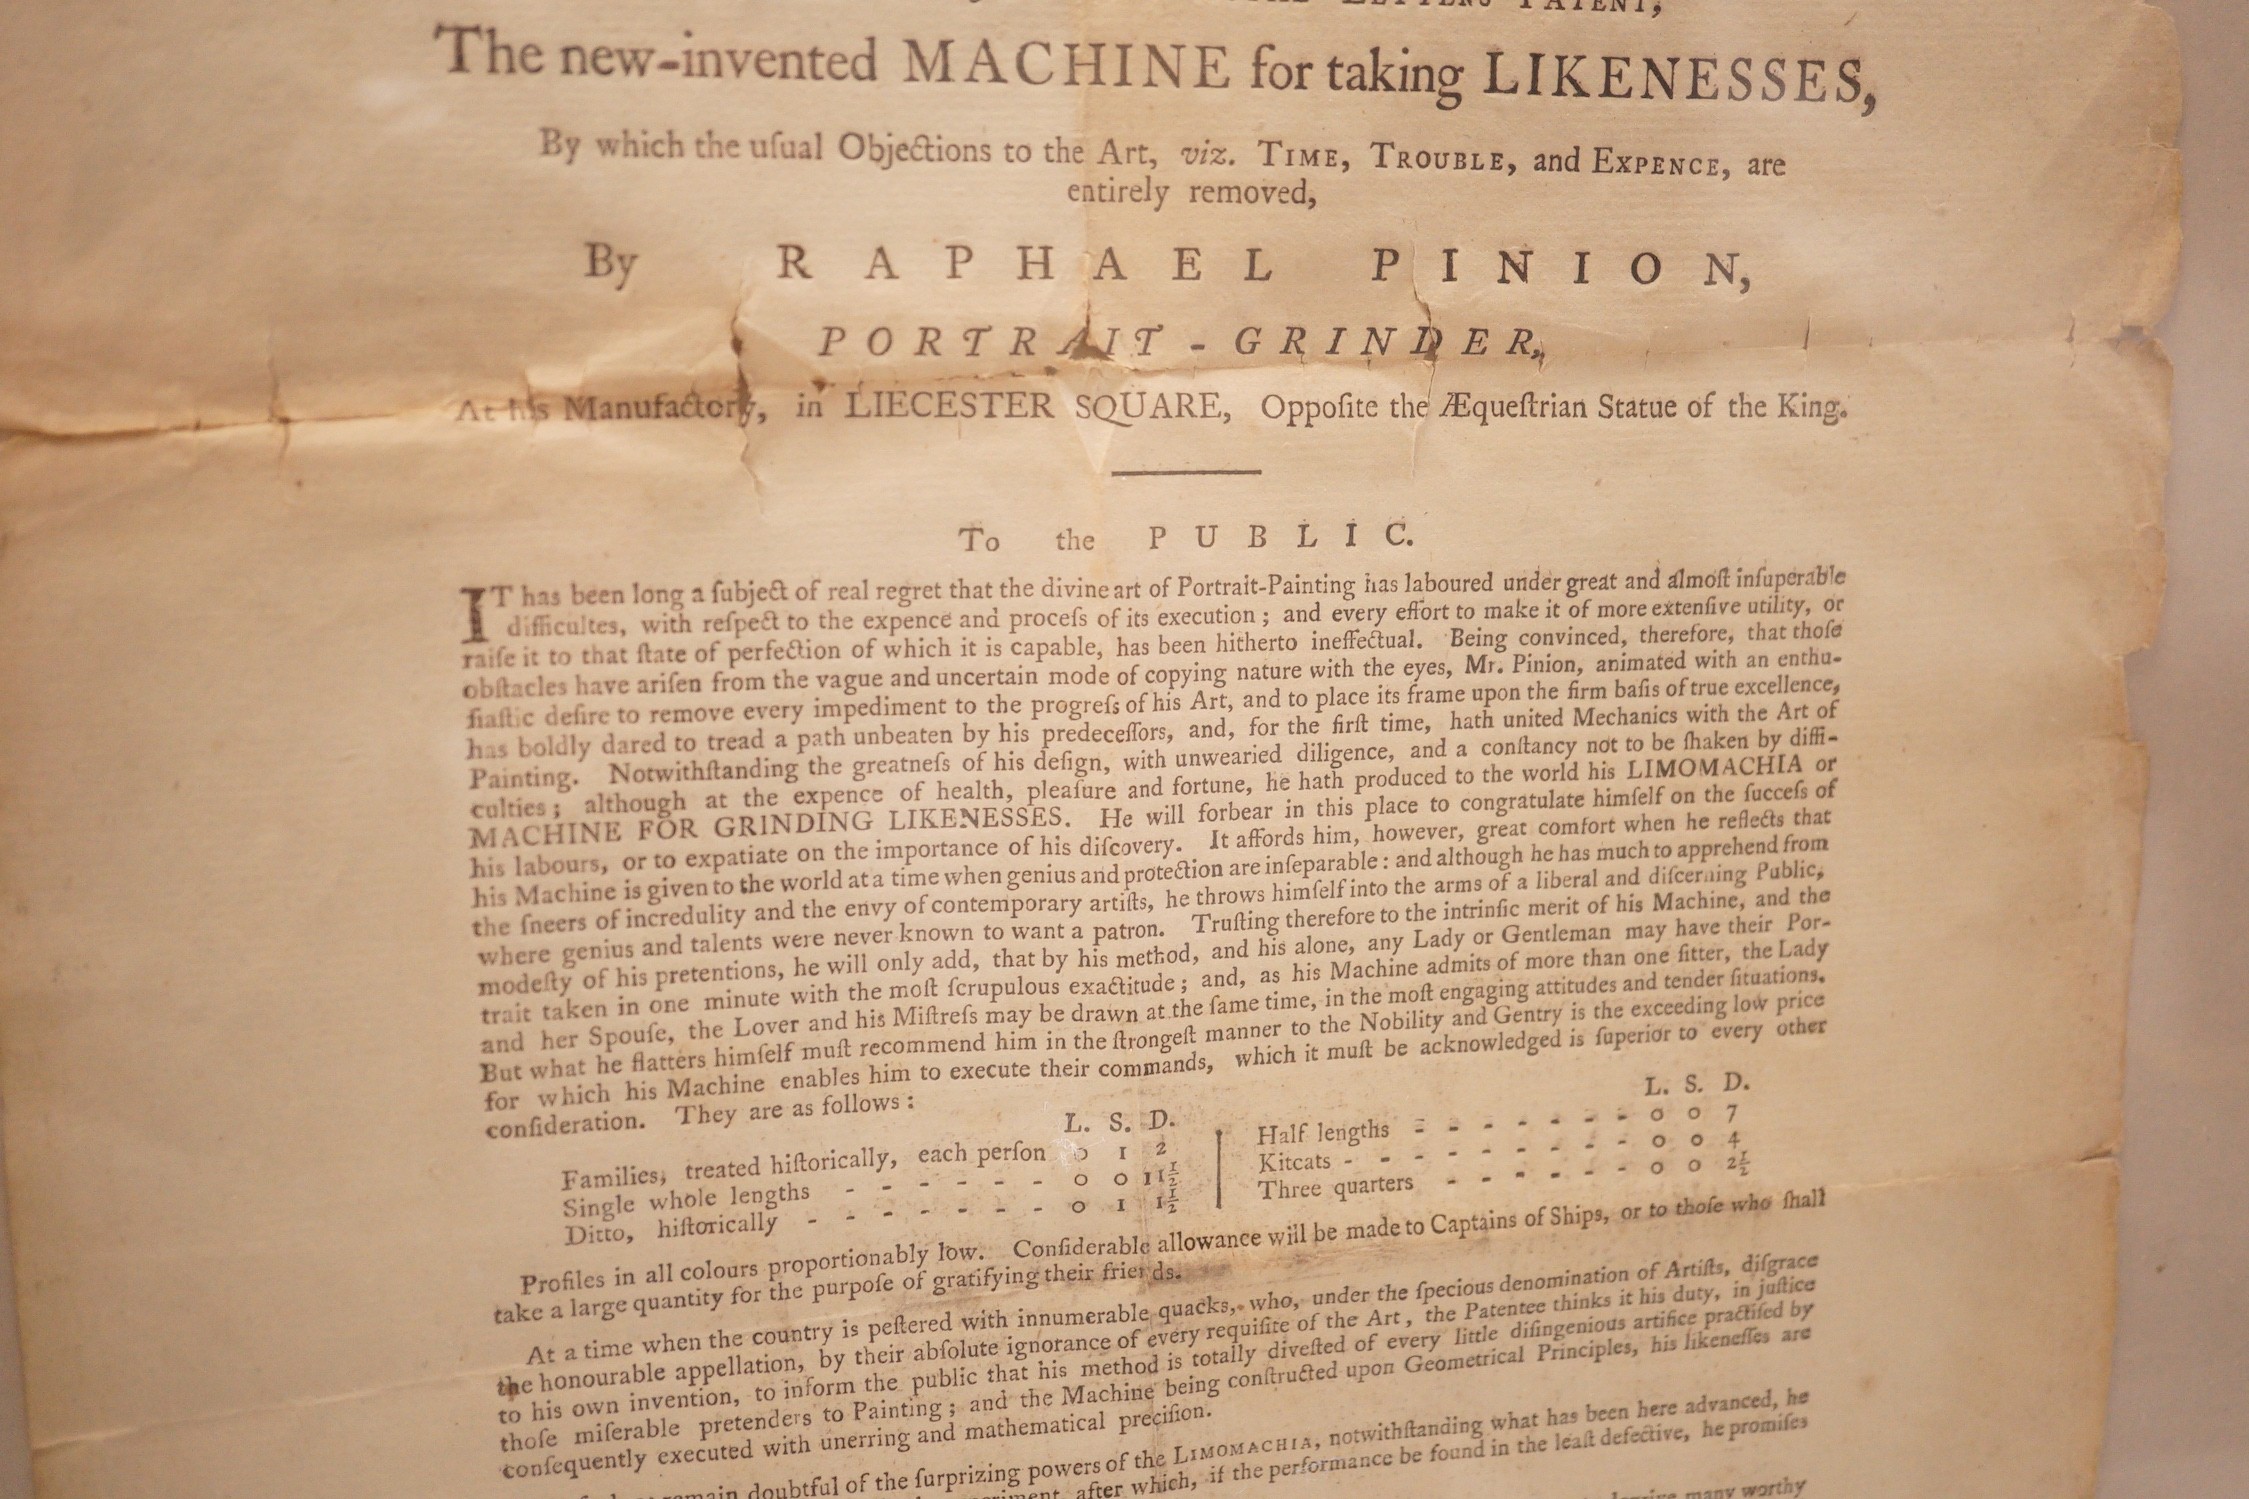 LETTERS PATENT,
The new-invented MACHINE for taking LIKENESSES,
By which the uſual Objections to the Art, viz. TIME, TROUBLE, and EXPENCE, are
entirely removed,
By RAPHAEL PINION,
PORTRAIT-GRINDER,
At his Manufactory, in LIECESTER SQUARE, Oppoſite the Æqueſtrian Statue of the King.
To the PUBLIC.
IT has been long a ſubject of real regret that the divine art of Portrait-Painting has laboured under great and almoſt inſuperable
difficultes, with reſpect to the expence and proceſs of its execution; and every effort to make it of more extenſive utility, or
raiſe it to that ſtate of perfection of which it is capable, has been hitherto ineffectual. Being convinced, therefore, that thoſe
obſtacles have ariſen from the vague and uncertain mode of copying nature with the eyes, Mr. Pinion, animated with an enthu-
ſiaſtic deſire to remove every impediment to the progreſs of his Art, and to place its frame upon the firm baſis of true excellence,
has boldly dared to tread a path unbeaten by his predeceſſors, and, for the firſt time, hath united Mechanics with the Art of
Painting. Notwithſtanding the greatneſs of his deſign, with unwearied diligence, and a conſtancy not to be ſhaken by diffi-
culties; although at the expence of health, pleaſure and fortune, he hath produced to the world his LIMOMACHIA or
MACHINE FOR GRINDING LIKENESSES. He will forbear in this place to congratulate himſelf on the ſucceſs of
his labours, or to expatiate on the importance of his diſcovery. It affords him, however, great comfort when he reflects that
his Machine is given to the world at a time when genius and protection are inſeparable: and although he has much to apprehend from
the ſneers of incredulity and the envy of contemporary artiſts, he throws himſelf into the arms of a liberal and diſcerning Public,
where genius and talents were never known to want a patron. Truſting therefore to the intrinſic merit of his Machine, and the
modeſty of his pretentions, he will only add, that by his method, and his alone, any Lady or Gentleman may have their Por-
trait taken in one minute with the moſt ſcrupulous exactitude; and, as his Machine admits of more than one ſitter, the Lady
and her Spouſe, the Lover and his Miſtreſs may be drawn at the ſame time, in the moſt engaging attitudes and tender ſituations.
But what he flatters himſelf muſt recommend him in the ſtrongeſt manner to the Nobility and Gentry is the exceeding low price
for which his Machine enables him to execute their commands, which it muſt be acknowledged is ſuperior to every other
conſideration. They are as follows:
L. S. D.
Families, treated hiſtorically, each perſon 0 1 2
Single whole lengths - - - - - - 0 0 11½
Ditto, hiſtorically - - - - - - - 0 1 1½
L. S. D.
Half lengths - - - - - - - 0 0 7
Kitcats - - - - - - - - - 0 0 4
Three quarters - - - - - - 0 0 2½
Profiles in all colours proportionably low. Conſiderable allowance will be made to Captains of Ships, or to thoſe who ſhall
take a large quantity for the purpoſe of gratifying their friends.
At a time when the country is peſtered with innumerable quacks, who, under the ſpecious denomination of Artiſts, diſgrace
the honourable appellation, by their abſolute ignorance of every requiſite of the Art, the Patentee thinks it his duty, in juſtice
to his own invention, to inform the public that his method is totally diveſted of every little diſingenious artifice practiſed by
thoſe miſerable pretenders to Painting; and the Machine being conſtructed upon Geometrical Principles, his likeneſſes are
conſequently executed with unerring and mathematical preciſion.
remain doubtful of the ſurprizing powers of the LIMOMACHIA, notwithſtanding what has been here advanced, he
after which, if the performance be found in the leaſt defective, he promiſes
many worthy